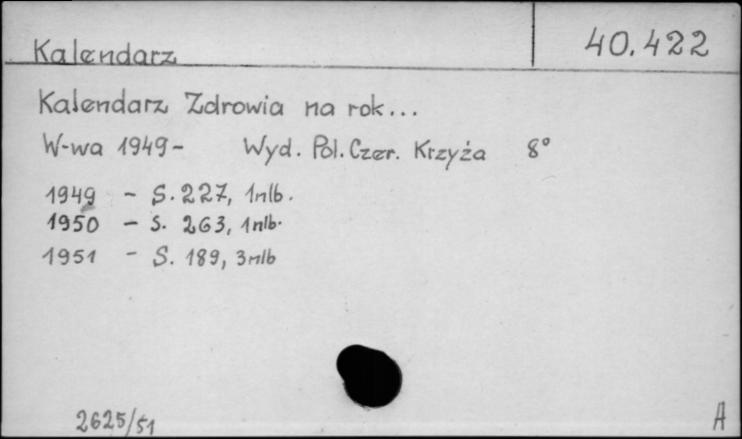 Kalendarz
40.422
Kalendarz Zdrowia na rok...
W-wa 1949- Wyd. Pol. Czer. Krzyża 8°
1949 - S. 227, 1nlb.
1950 - S. 263, 1nlb.
1951 - S. 189, 3nlb
2625/51
A